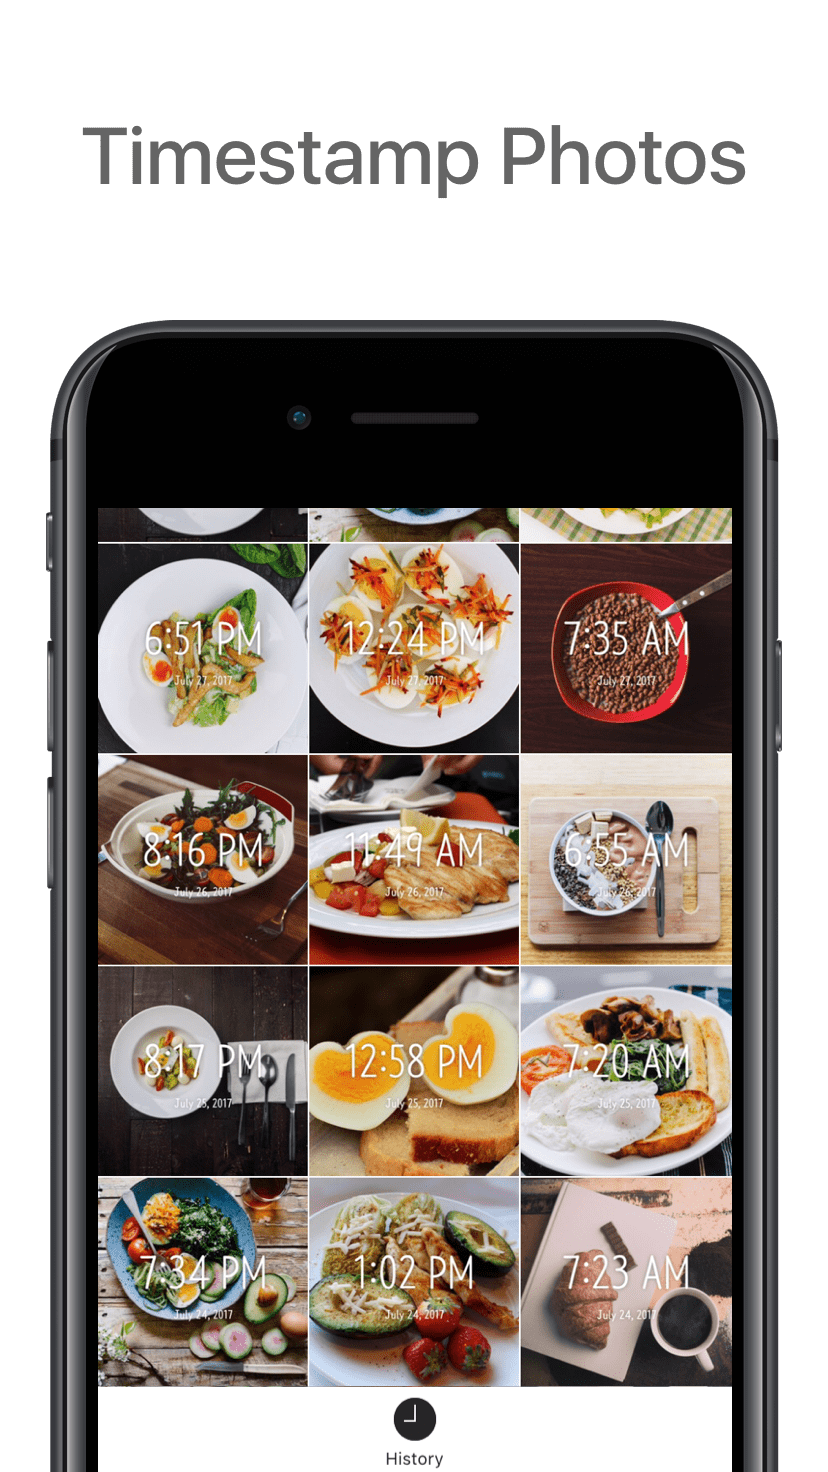 Timestamp Photos
6:51 PM
July 27, 2017
12:24 PM
July 27, 2017
7:35 AM
July 27, 2017
8:16 PM
July 26, 2017
11:49 AM
July 26, 2017
6:55 AM
July 26, 2017
8:17 PM
July 25, 2017
12:58 PM
July 25, 2017
7:20 AM
July 25, 2017
7:34 PM
July 24, 2017
1:02 PM
July 24, 2017
7:23 AM
July 24, 2017
History